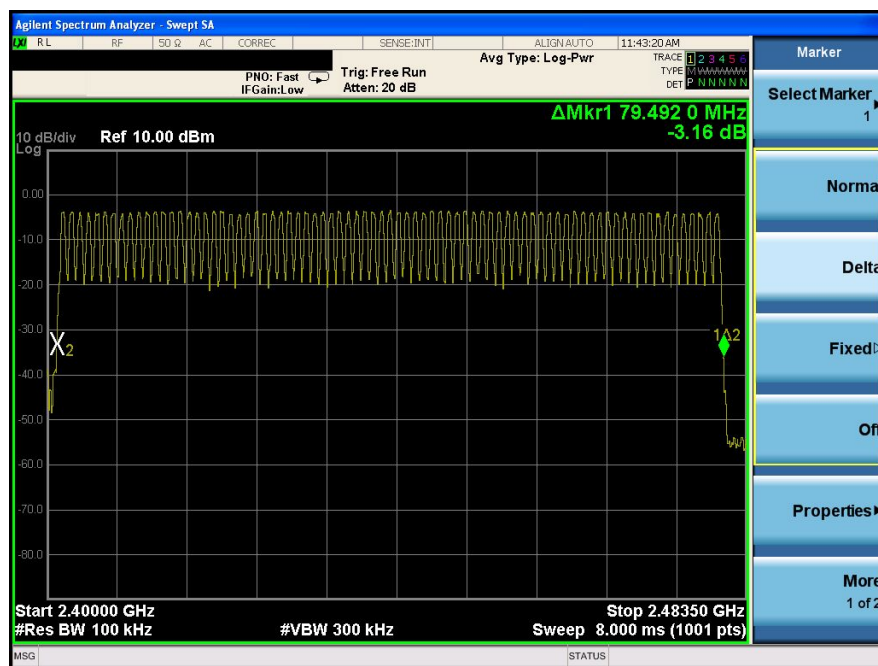 Agilent Spectrum Analyzer - Swept SA
LXI RL RF 50 Ω AC CORREC SENSE:INT ALIGN AUTO 11:43:20 AM
PNO: Fast Trig: Free Run Avg Type: Log-Pwr TRACE 1 2 3 4 5 6
IFGain:Low Atten: 20 dB TYPE M
DET P N N N N N
ΔMkr1 79.492 0 MHz
-3.16 dB
10 dB/div Ref 10.00 dBm
Log
0.00
-10.0
-20.0
-30.0
X2 1Δ2
-40.0
-50.0
-60.0
-70.0
-80.0
Start 2.40000 GHz Stop 2.48350 GHz
#Res BW 100 kHz #VBW 300 kHz Sweep 8.000 ms (1001 pts)
MSG STATUS
Marker
Select Marker
1
Norma
Delta
Fixed
Off
Properties
More
1 of 2